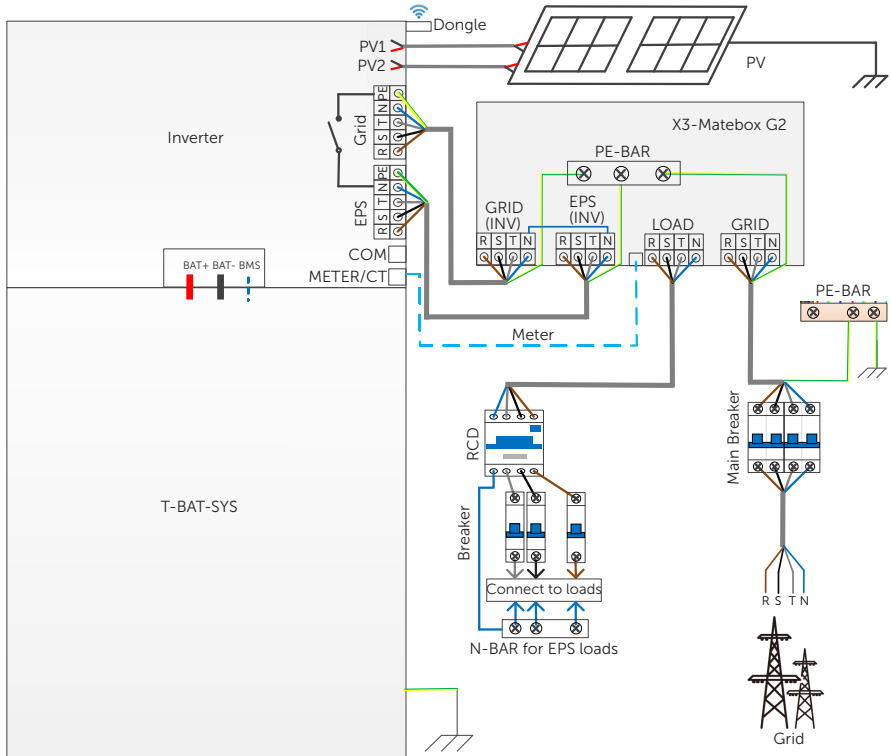 Dongle
PV1
PV2
PV
Inverter
Grid
PE
N
T
S
R
EPS
PE
N
T
S
R
X3-Matebox G2
PE-BAR
GRID
(INV)
R S T N
EPS
(INV)
R S T N
LOAD
R S T N
GRID
R S T N
COM
METER/CT
BAT+ BAT- BMS
Meter
PE-BAR
RCD
Main Breaker
T-BAT-SYS
Breaker
Connect to loads
N-BAR for EPS loads
R S T N
Grid